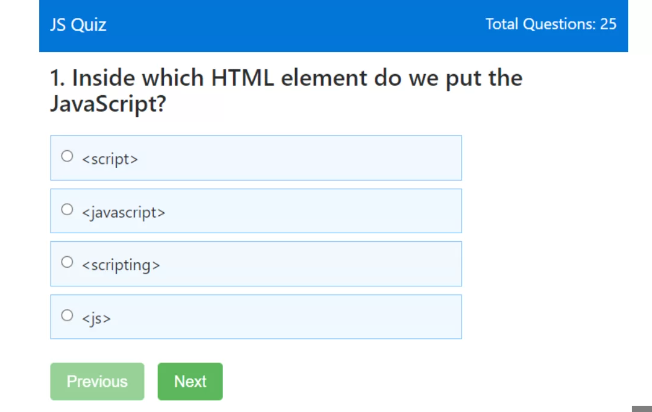 JS Quiz
Total Questions: 25
1. Inside which HTML element do we put the
JavaScript?
<script>
<javascript>
<scripting>
<js>
Previous
Next